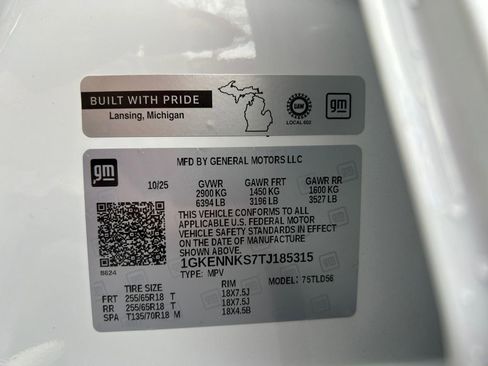 BUILT WITH PRIDE
Lansing, Michigan
UAW
LOCAL 602
gm
gm
MFD BY GENERAL MOTORS LLC
10/25 GVWR GAWR FRT GAWR RR
2900 KG 1450 KG 1600 KG
6394 LB 3196 LB 3527 LB
THIS VEHICLE CONFORMS TO ALL
APPLICABLE U.S. FEDERAL MOTOR
VEHICLE SAFETY STANDARDS IN EFFECT
ON THE DATE OF MANUFACTURE
SHOWN ABOVE.
1GKENNKS7TJ185315
8624 TYPE: MPV MODEL: 75TLD56
TIRE SIZE RIM
FRT 255/65R18 T 18X7.5J
RR 255/65R18 T 18X7.5J
SPA T135/70R18 M 18X4.5B